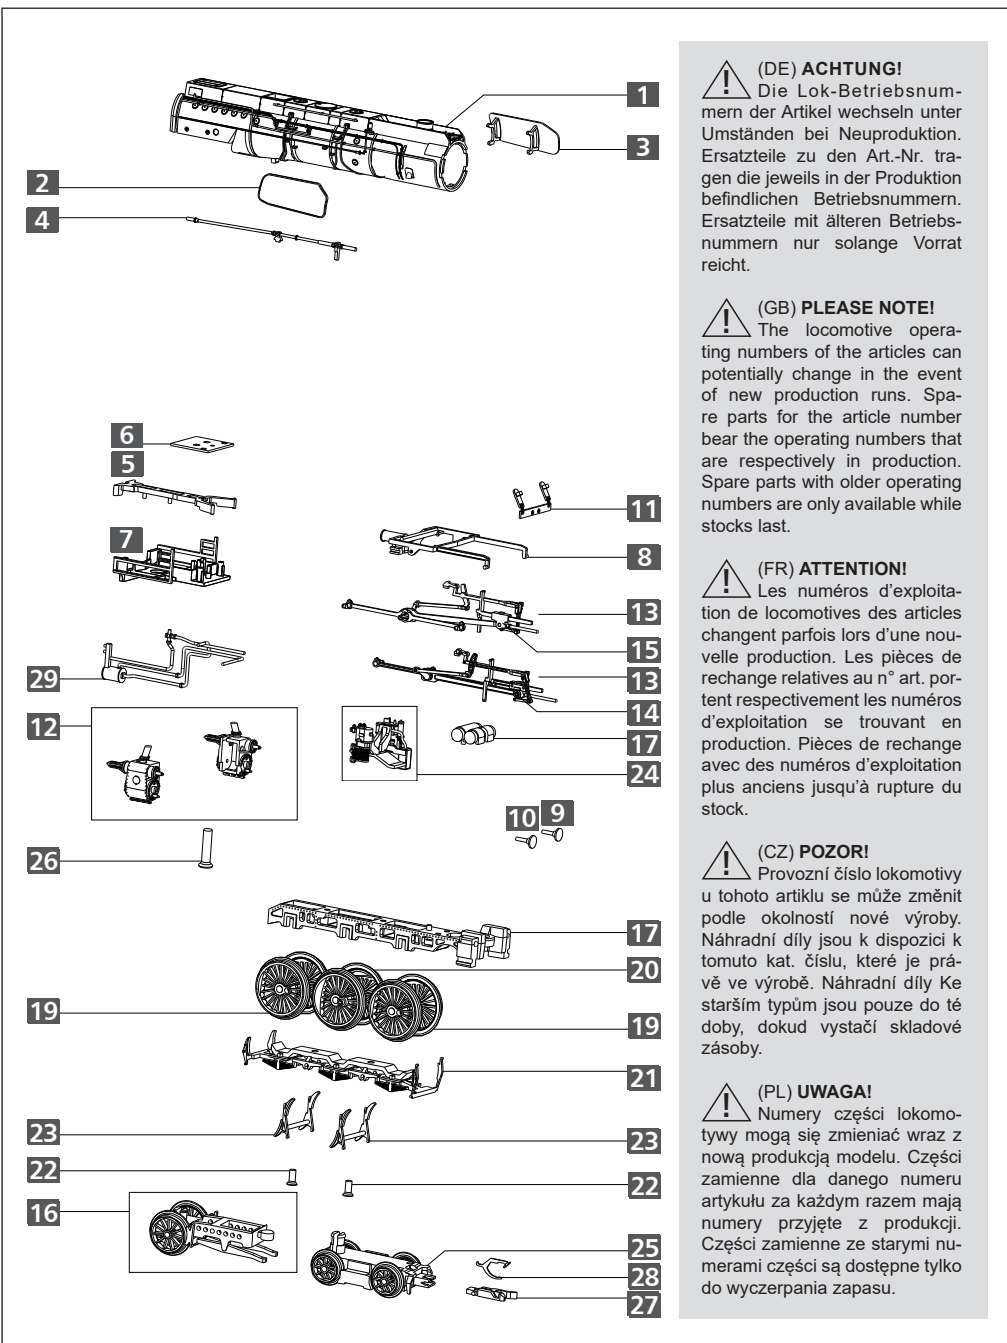 1
3
2
4
6
5
11
7
8
13
15
29
13
12
14
17
24
10 9
26
17
20
19
19
21
23
23
22
22
16
25
28
27
(DE) ACHTUNG!
Die Lok-Betriebsnum-
mern der Artikel wechseln unter
Umständen bei Neuproduktion.
Ersatzteile zu den Art.-Nr. tra-
gen die jeweils in der Produktion
befindlichen Betriebsnummern.
Ersatzteile mit älteren Betriebs-
nummern nur solange Vorrat
reicht.
(GB) PLEASE NOTE!
The locomotive opera-
ting numbers of the articles can
potentially change in the event
of new production runs. Spa-
re parts for the article number
bear the operating numbers that
are respectively in production.
Spare parts with older operating
numbers are only available while
stocks last.
(FR) ATTENTION!
Les numéros d'exploita-
tion de locomotives des articles
changent parfois lors d'une nou-
velle production. Les pièces de
rechange relatives au n° art. por-
tent respectivement les numéros
d'exploitation se trouvant en
production. Pièces de rechange
avec des numéros d'exploitation
plus anciens jusqu'à rupture du
stock.
(CZ) POZOR!
Provozní číslo lokomotivy
u tohoto artiklu se může změnit
podle okolností nové výroby.
Náhradní díly jsou k dispozici k
tomuto kat. číslu, které je prá-
vě ve výrobě. Náhradní díly Ke
starším typům jsou pouze do té
doby, dokud vystačí skladové
zásoby.
(PL) UWAGA!
Numery części lokomo-
tywy mogą się zmieniać wraz z
nową produkcją modelu. Części
zamienne dla danego numeru
artykułu za każdym razem mają
numery przyjęte z produkcji.
Części zamienne ze starymi nu-
merami części są dostępne tylko
do wyczerpania zapasu.